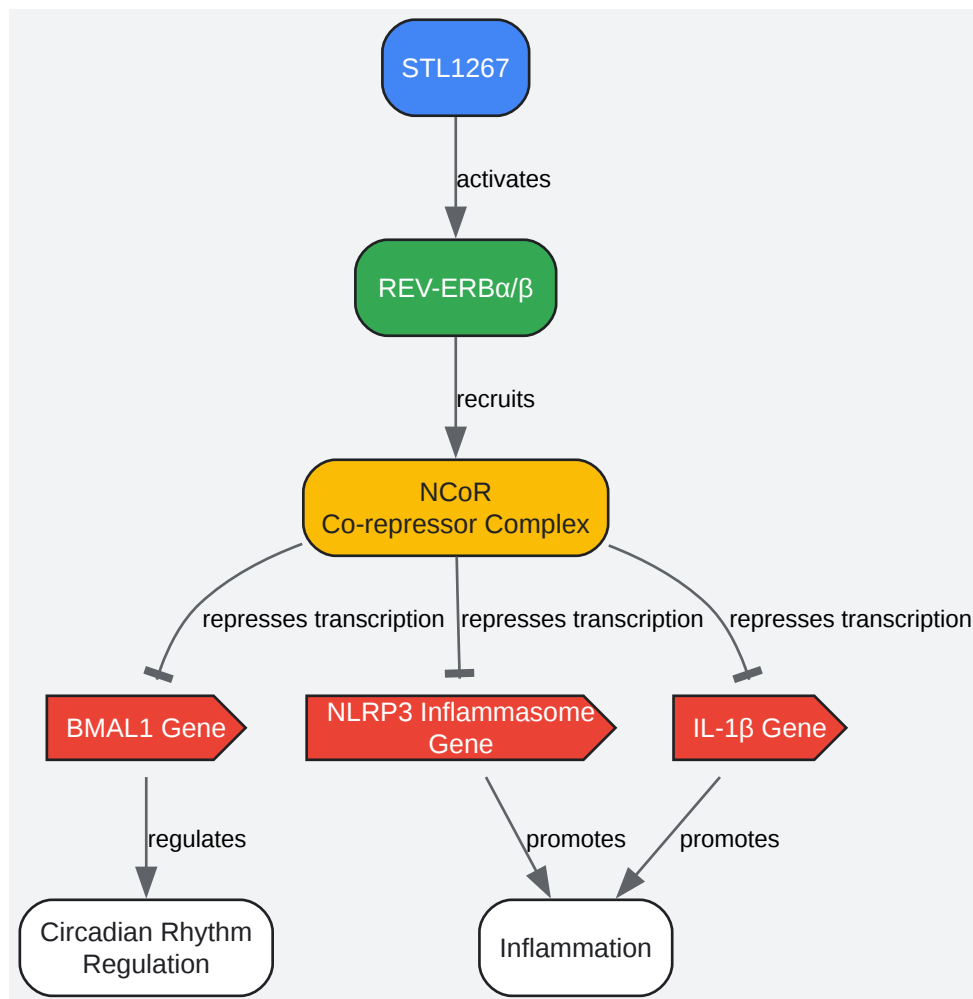 STL1267
activates
REV-ERBα/β
recruits
NCoR
Co-repressor Complex
represses transcription
represses transcription
represses transcription
BMAL1 Gene
NLRP3 Inflammasome
Gene
IL-1β Gene
regulates
promotes
promotes
Circadian Rhythm
Regulation
Inflammation